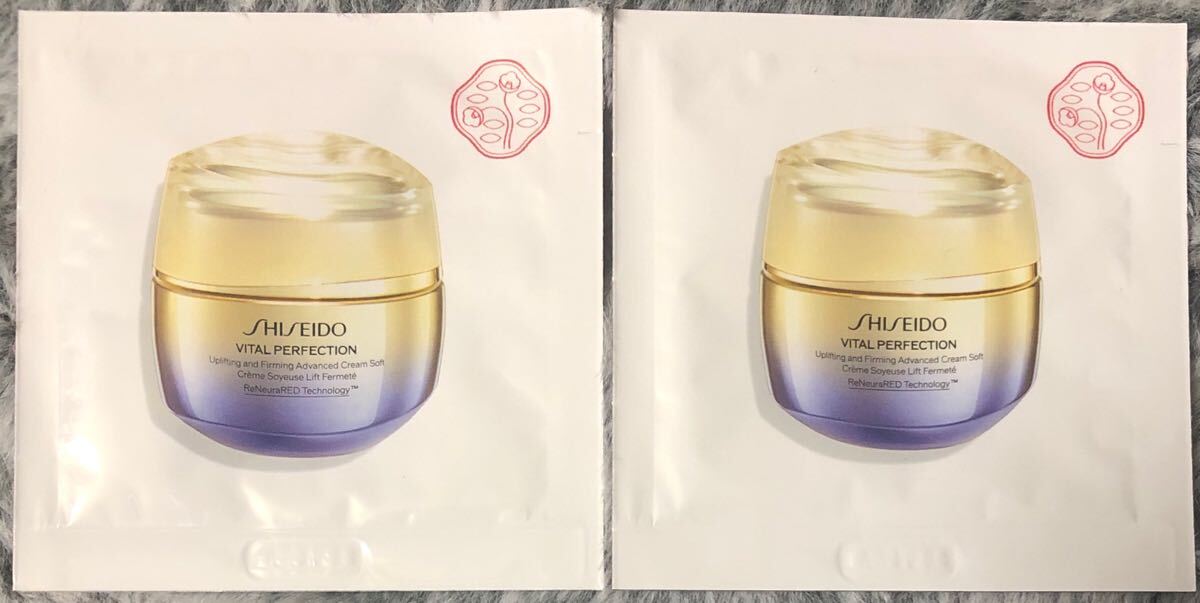 SHISEIDO
VITAL PERFECTION
Uplifting and Firming Advanced Cream Soft
Crème Soyeuse Lift Fermeté
ReNeuraRED Technology™
SHISEIDO
VITAL PERFECTION
Uplifting and Firming Advanced Cream Soft
Crème Soyeuse Lift Fermeté
ReNeuraRED Technology™